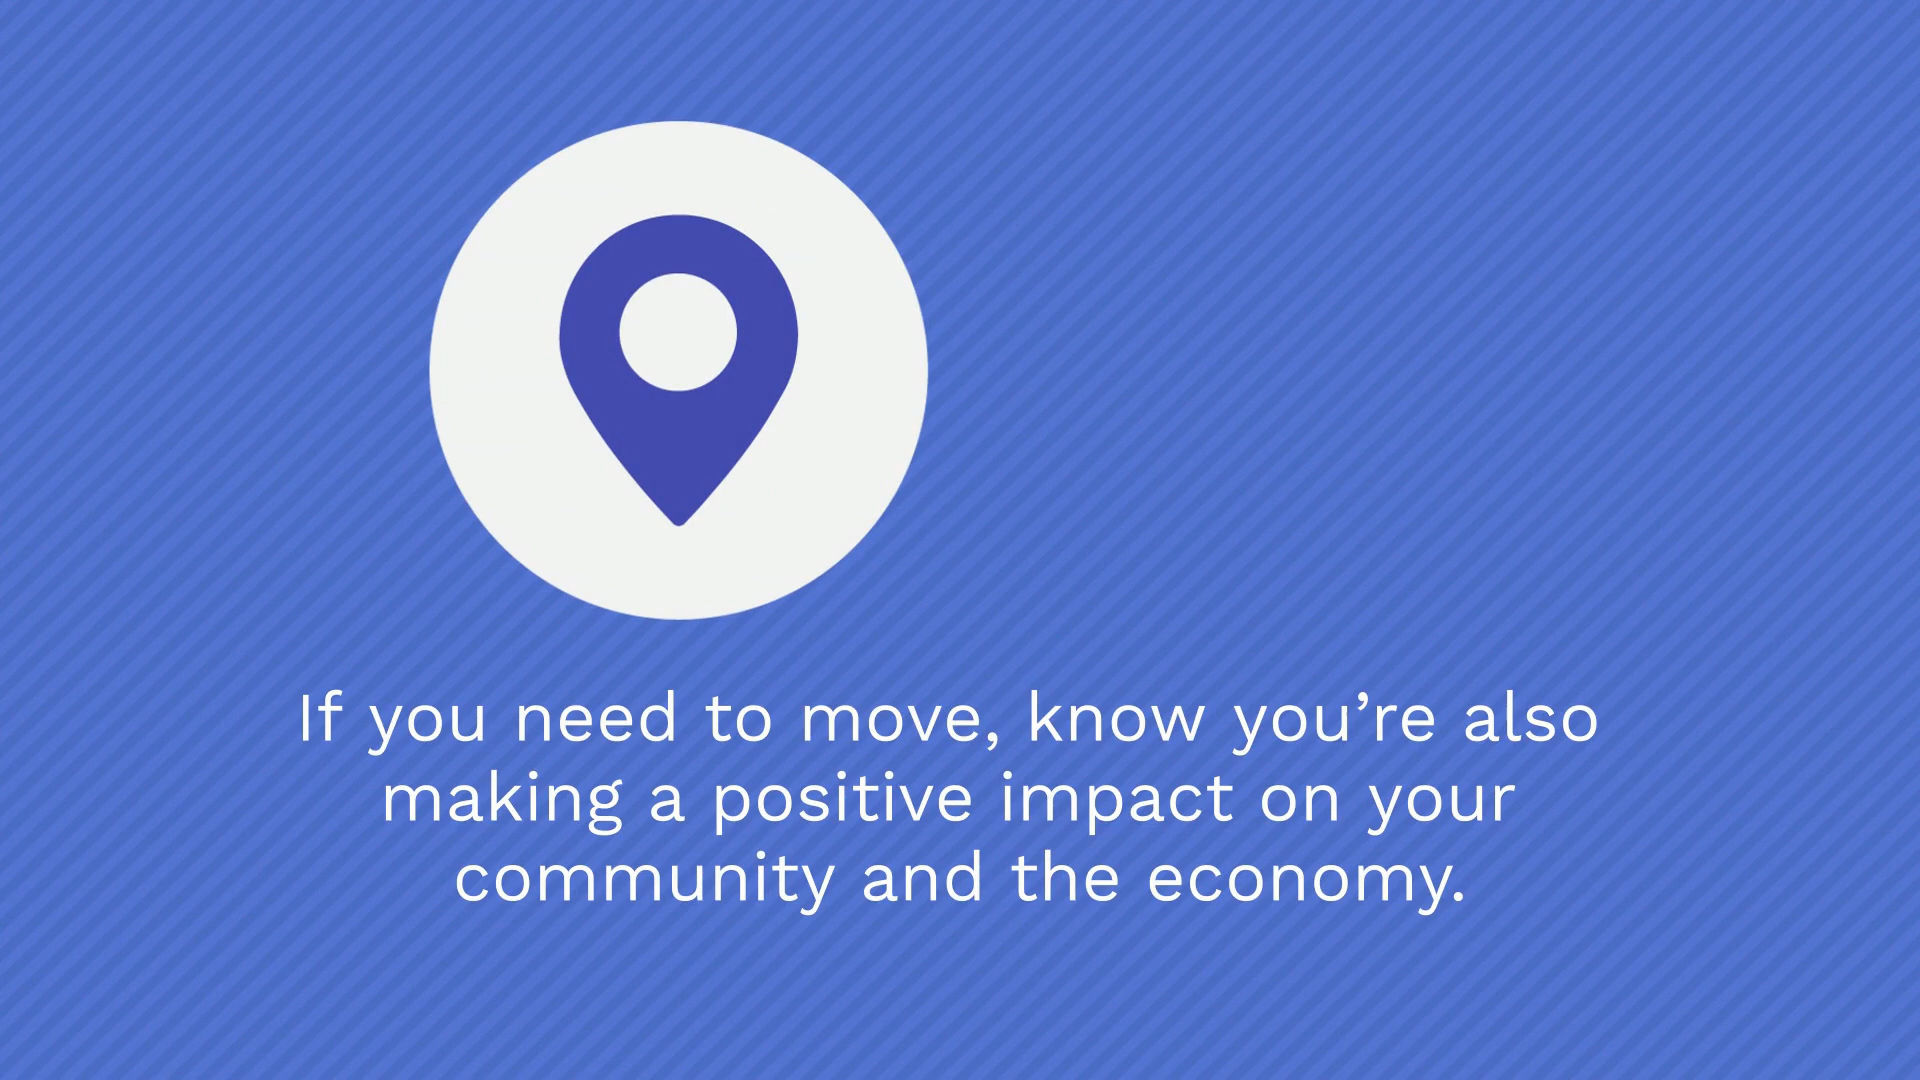 If you need to move, know you’re also
making a positive impact on your
community and the economy.